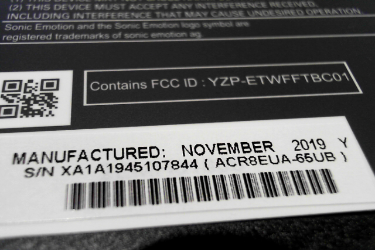 (2) THIS DEVICE MUST ACCEPT ANY INTERFERENCE RECEIVED,
INCLUDING INTERFERENCE THAT MAY CAUSE UNDESIRED OPERATION.
Sonic Emotion and the Sonic Emotion logo symbol are
registered trademarks of sonic emotion ag.
Contains FCC ID : YZP-ETWFFTBC01
MANUFACTURED: NOVEMBER 2019 Y
S/N XA1A1945107844 ( ACR8EUA-65UB )